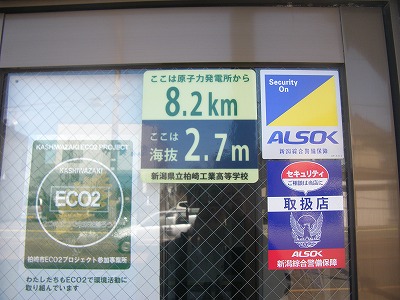 KASHIWAZAKI ECO2 PROJECT
KASHIWAZAKI
ECO2
柏崎市ECO2プロジェクト参加事業所
わたしたちもECO2で環境活動に
取り組んでいます
ここは原子力発電所から
8.2km
ここは
海抜 2.7m
新潟県立柏崎工業高等学校
Security
On
ALSOK
新潟綜合警備保障
セキュリティ
ご相談は当店に
取扱店
ALSOK
新潟綜合警備保障